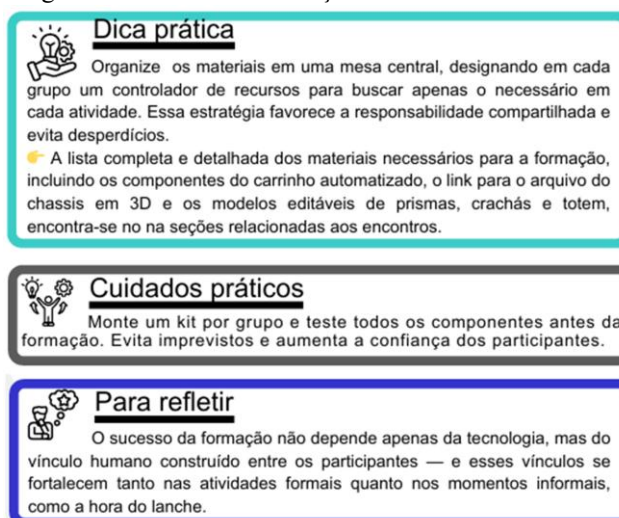 Dica prática
Organize os materiais em uma mesa central, designando em cada
grupo um controlador de recursos para buscar apenas o necessário em
cada atividade. Essa estratégia favorece a responsabilidade compartilhada e
evita desperdícios.
👉 A lista completa e detalhada dos materiais necessários para a formação,
incluindo os componentes do carrinho automatizado, o link para o arquivo do
chassis em 3D e os modelos editáveis de prismas, crachás e totem,
encontra-se no na seções relacionadas aos encontros.
Cuidados práticos
Monte um kit por grupo e teste todos os componentes antes da
formação. Evita imprevistos e aumenta a confiança dos participantes.
Para refletir
O sucesso da formação não depende apenas da tecnologia, mas do
vínculo humano construído entre os participantes — e esses vínculos se
fortalecem tanto nas atividades formais quanto nos momentos informais,
como a hora do lanche.